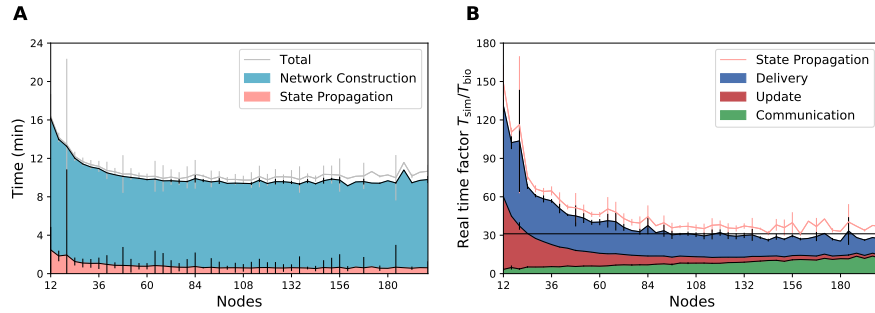 A
Time (min)
24
20
16
12
8
4
0
12
36
60
84
108
132
156
180
Nodes
Total
Network Construction
State Propagation
B
Real time factor T_sim/T_bio
180
150
120
90
60
30
0
12
36
60
84
108
132
156
180
Nodes
State Propagation
Delivery
Update
Communication